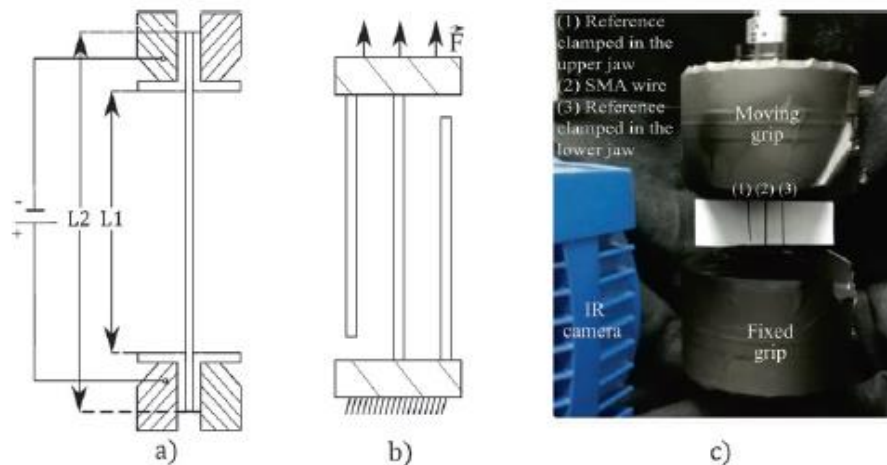 -
+
L2
L1
a)
F
b)
(1) Reference
clamped in the
upper jaw
(2) SMA wire
(3) Reference
clamped in the
lower jaw
Moving
grip
(1) (2) (3)
IR
camera
Fixed
grip
c)